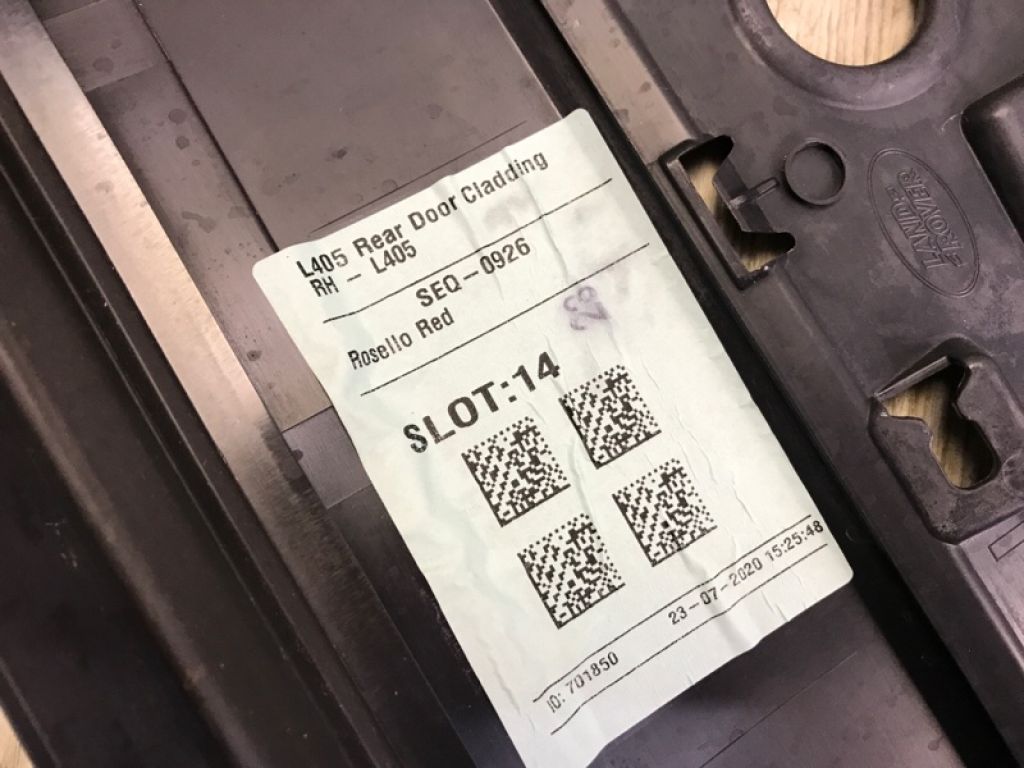 L405 Rear Door Cladding
RH - L405
SEQ-0926
Rosello Red
SLOT:14
23-07-2020 15:25:48
ID: 701850
LAND-
ROVER